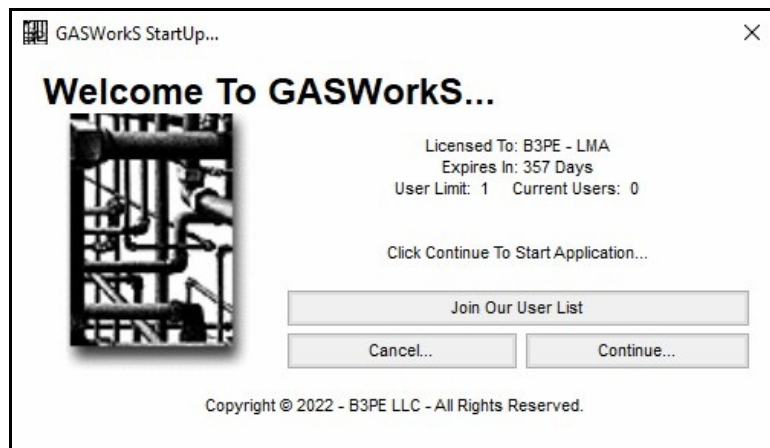 GASWorkS StartUp...
Welcome To GASWorkS...
Licensed To: B3PE - LMA
Expires In: 357 Days
User Limit: 1 Current Users: 0
Click Continue To Start Application...
Join Our User List
Cancel...
Continue...
Copyright © 2022 - B3PE LLC - All Rights Reserved.